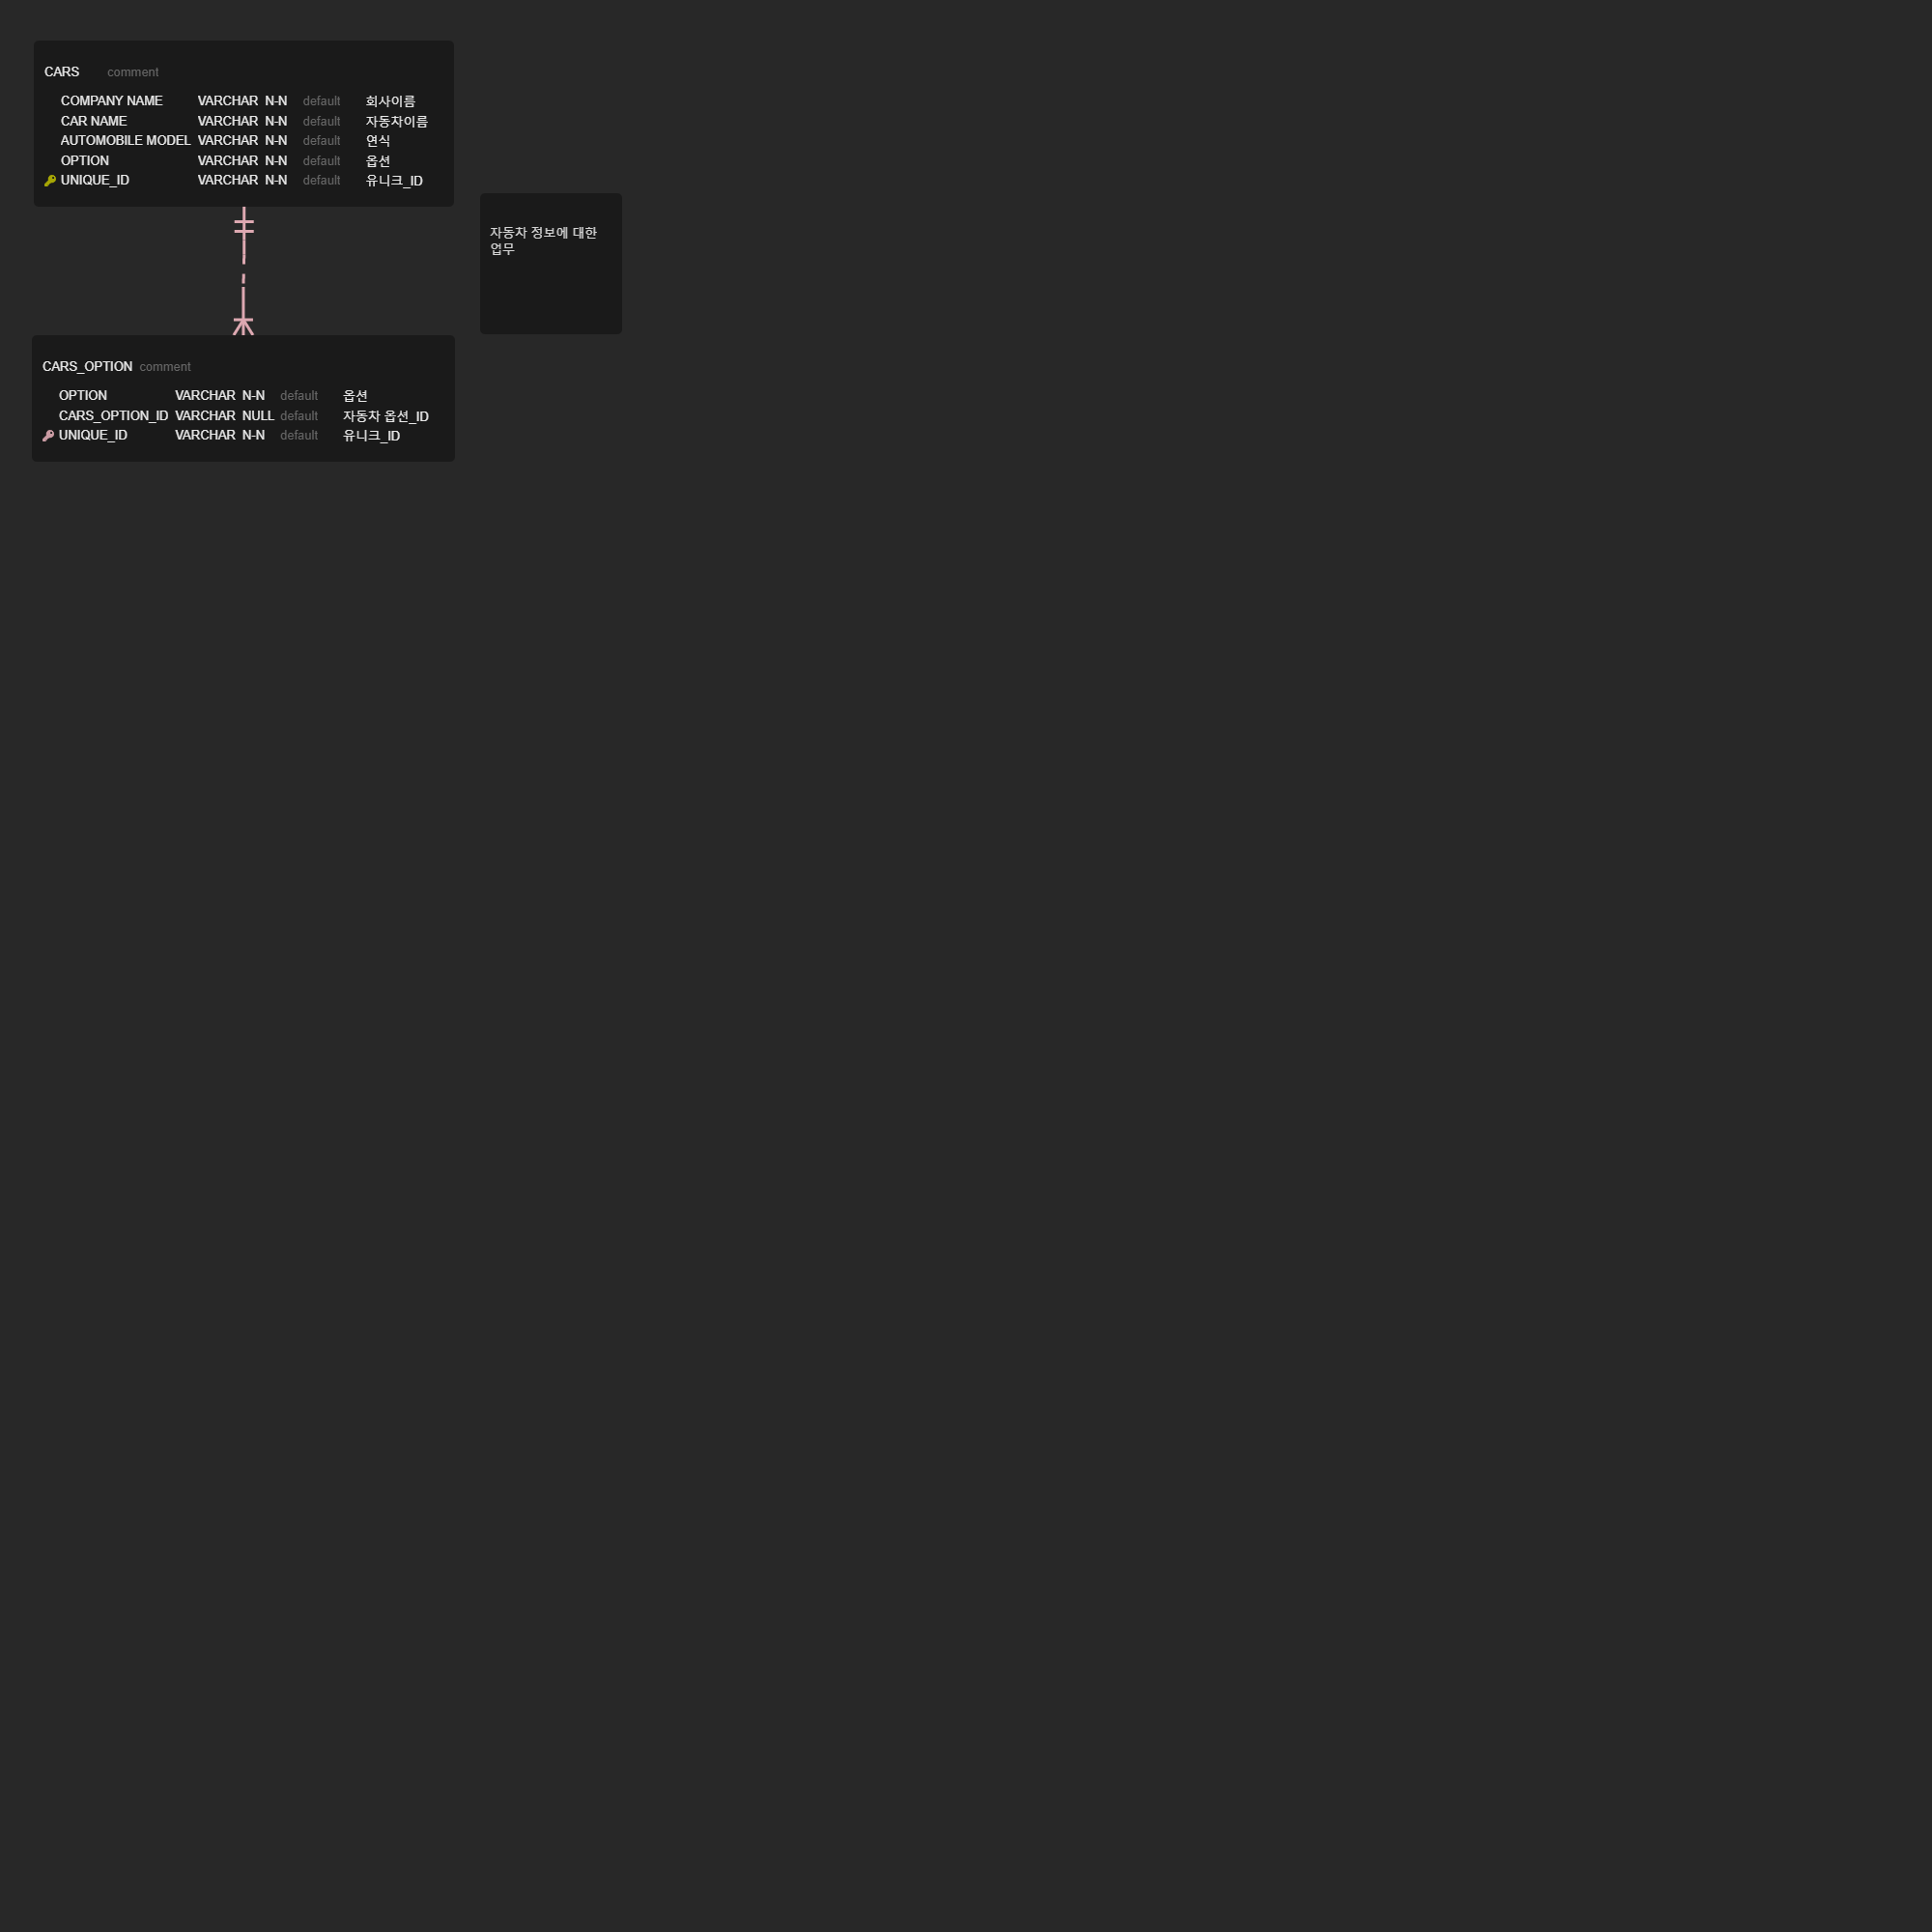 CARS comment
COMPANY NAME VARCHAR N-N default 회사이름
CAR NAME VARCHAR N-N default 자동차이름
AUTOMOBILE MODEL VARCHAR N-N default 연식
OPTION VARCHAR N-N default 옵션
UNIQUE_ID VARCHAR N-N default 유니크_ID
자동차 정보에 대한
업무
CARS_OPTION comment
OPTION VARCHAR N-N default 옵션
CARS_OPTION_ID VARCHAR NULL default 자동차 옵션_ID
UNIQUE_ID VARCHAR N-N default 유니크_ID